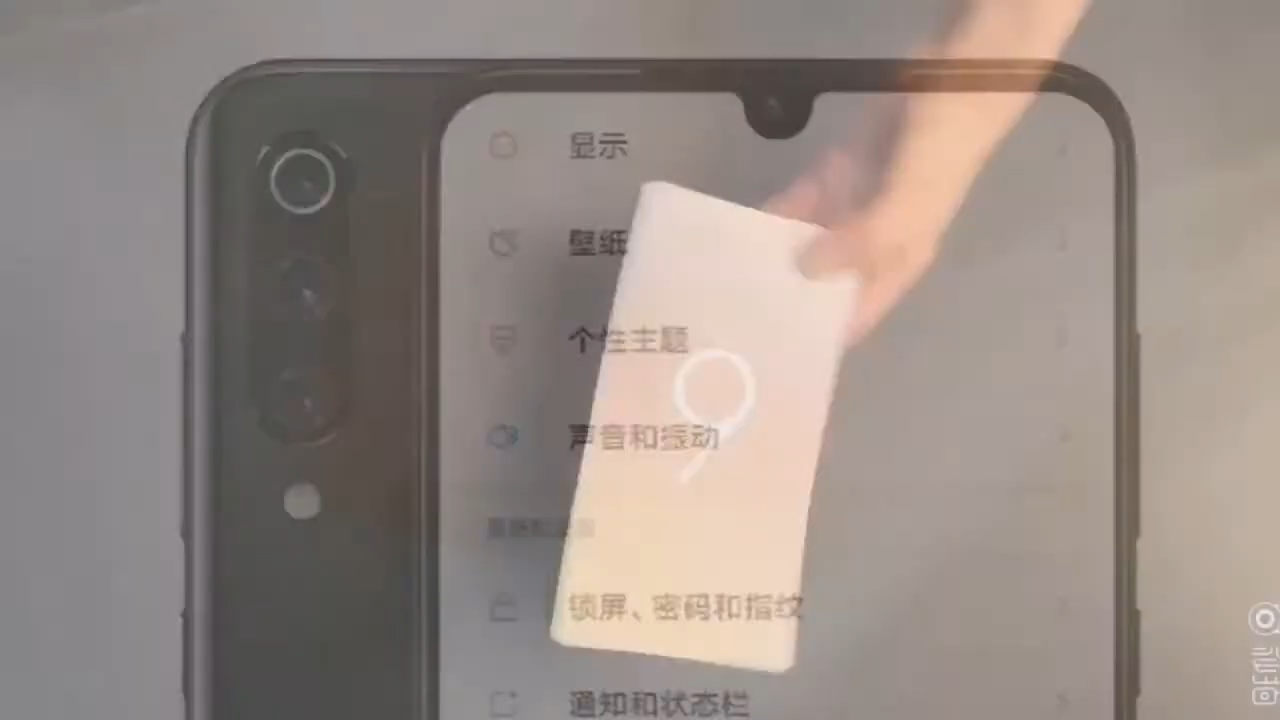 显示
壁纸
个性主题
声音和振动
9
锁屏、密码和指纹
通知和状态栏